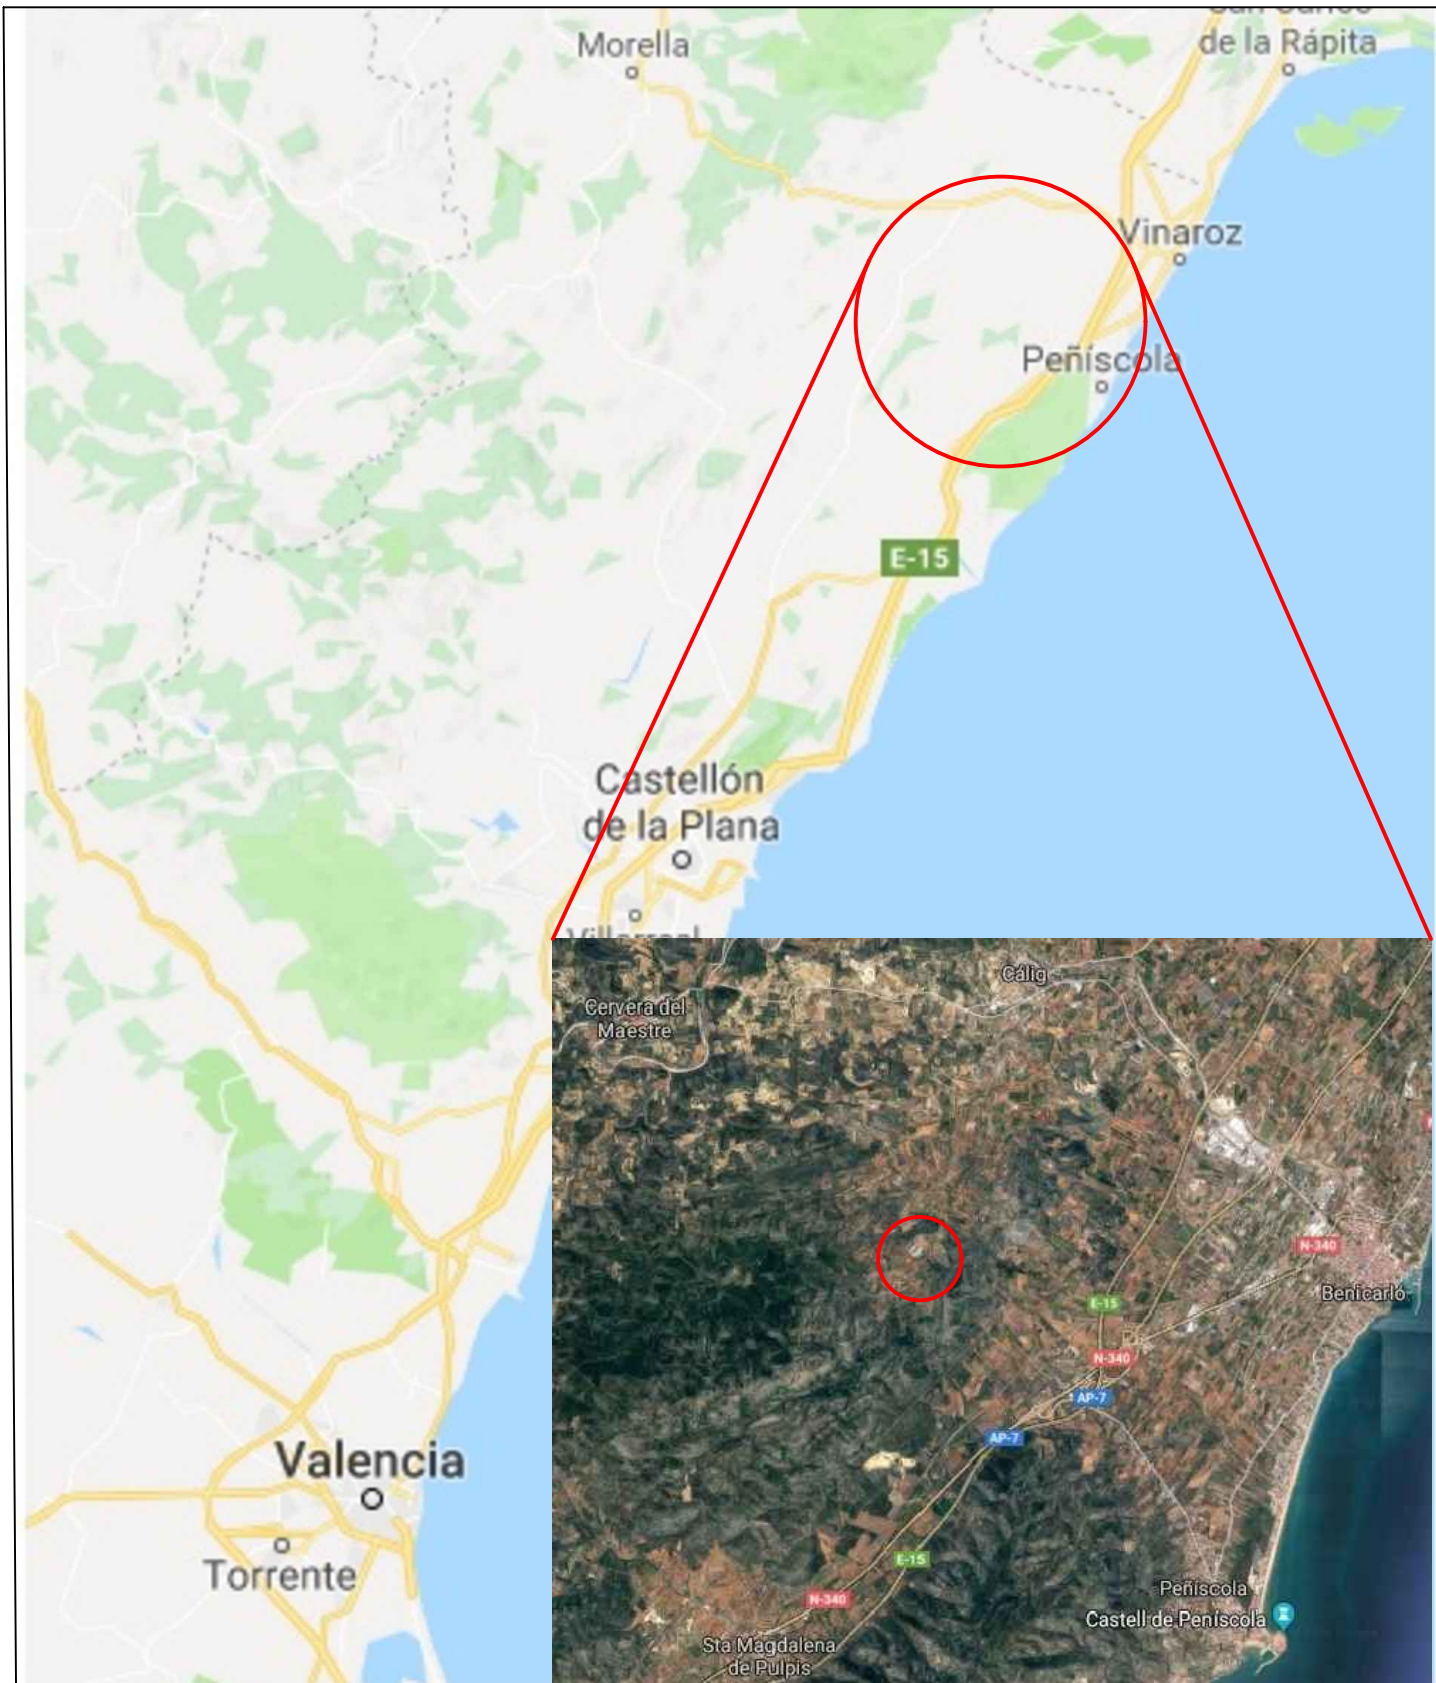 Morella
de la Rápita
Vinaroz
Peñíscola
E-15
Castellón
de la Plana
Cálig
Cervera del
Maestre
N-340
Benicarló
E-15
N-340
AP-7
AP-7
Valencia
E-15
Torrente
N-340
Peñíscola
Castell de Peníscola
Sta Magdalena
de Pulpis